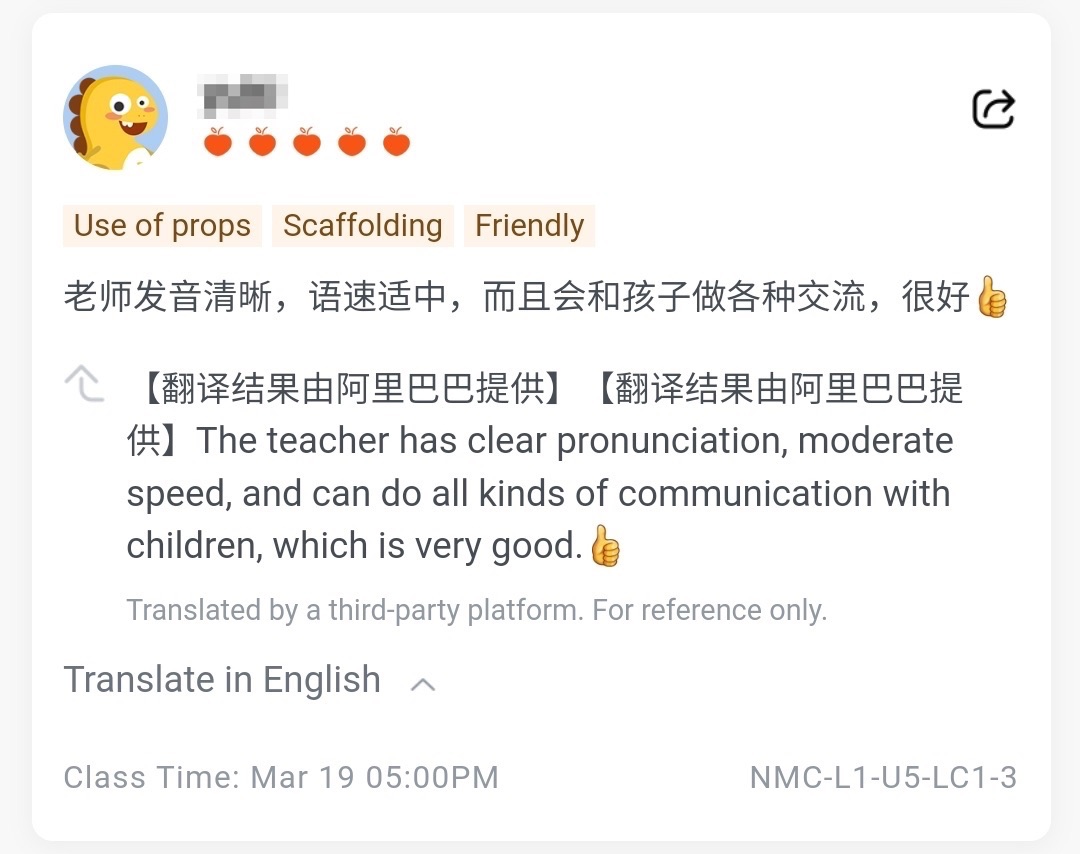 Use of props Scaffolding Friendly
老师发音清晰，语速适中，而且会和孩子做各种交流，很好👍
【翻译结果由阿里巴巴提供】【翻译结果由阿里巴巴提
供】The teacher has clear pronunciation, moderate
speed, and can do all kinds of communication with
children, which is very good.👍
Translated by a third-party platform. For reference only.
Translate in English
Class Time: Mar 19 05:00PM NMC-L1-U5-LC1-3